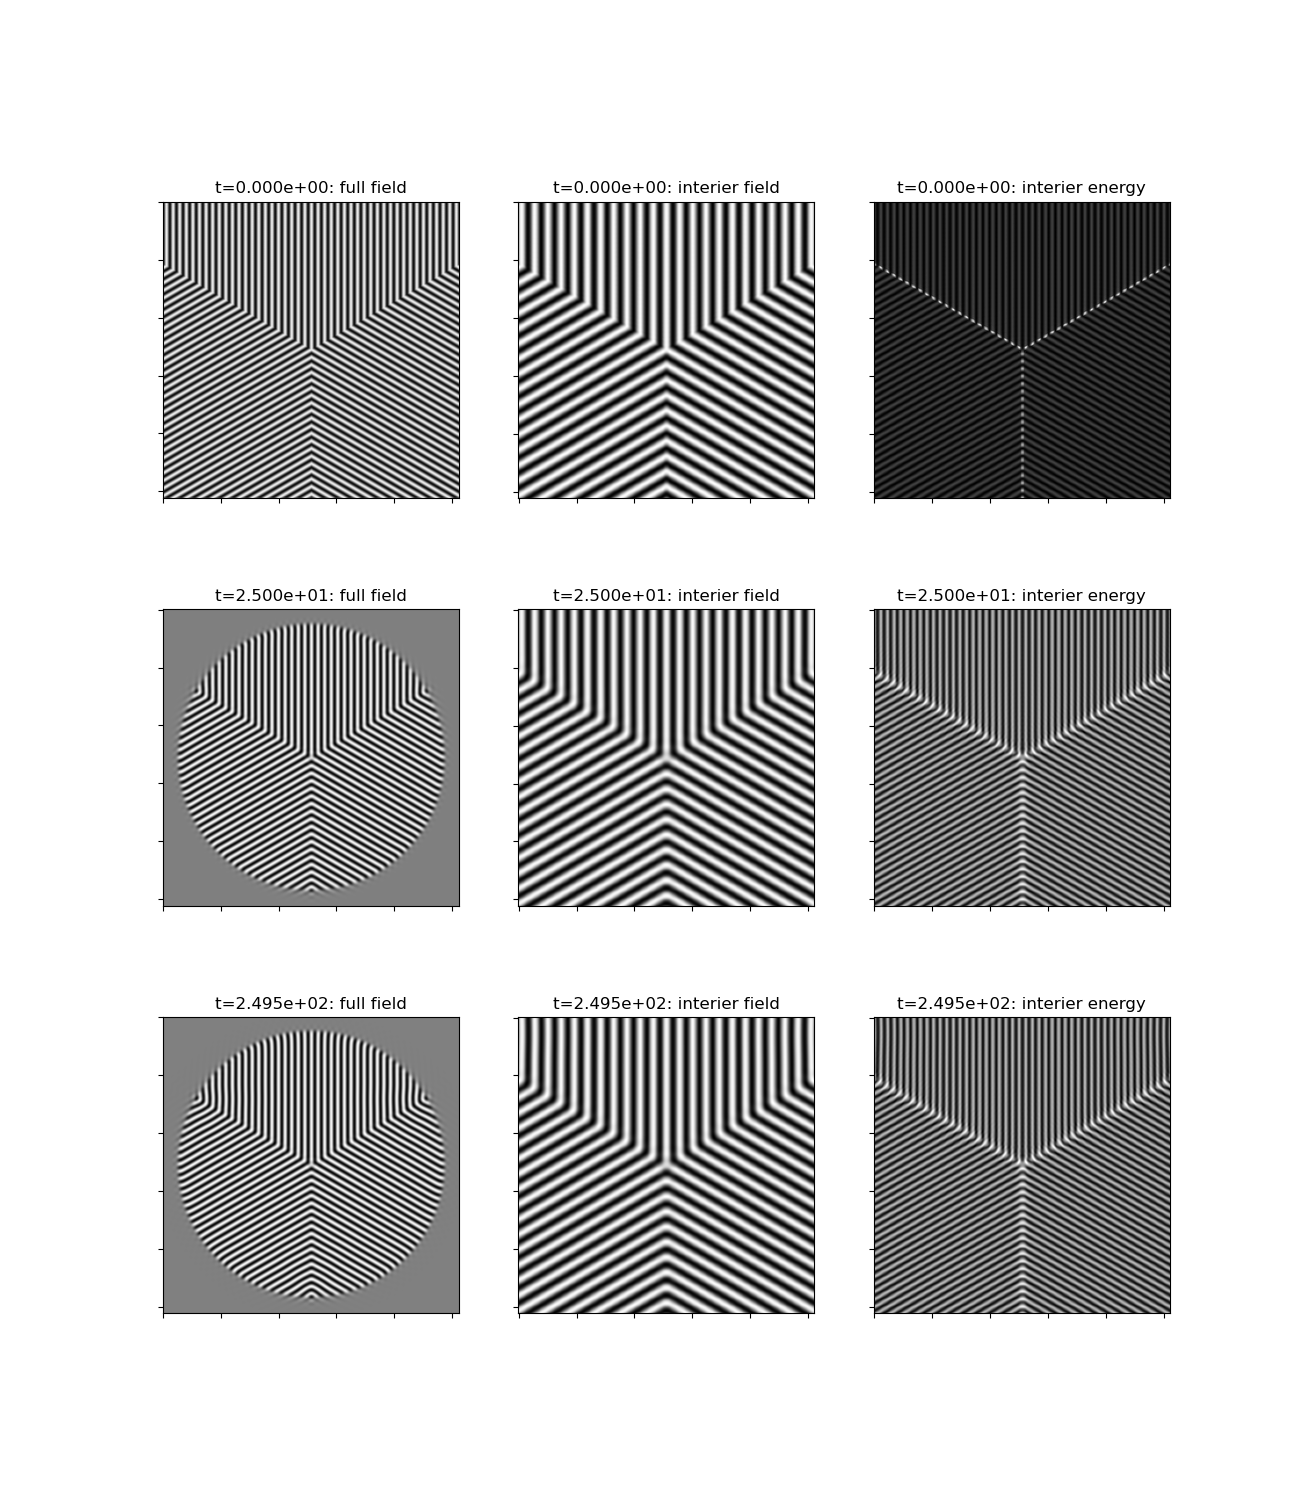 t=0.000e+00: full field
t=0.000e+00: interier field
t=0.000e+00: interier energy
t=2.500e+01: full field
t=2.500e+01: interier field
t=2.500e+01: interier energy
t=2.495e+02: full field
t=2.495e+02: interier field
t=2.495e+02: interier energy